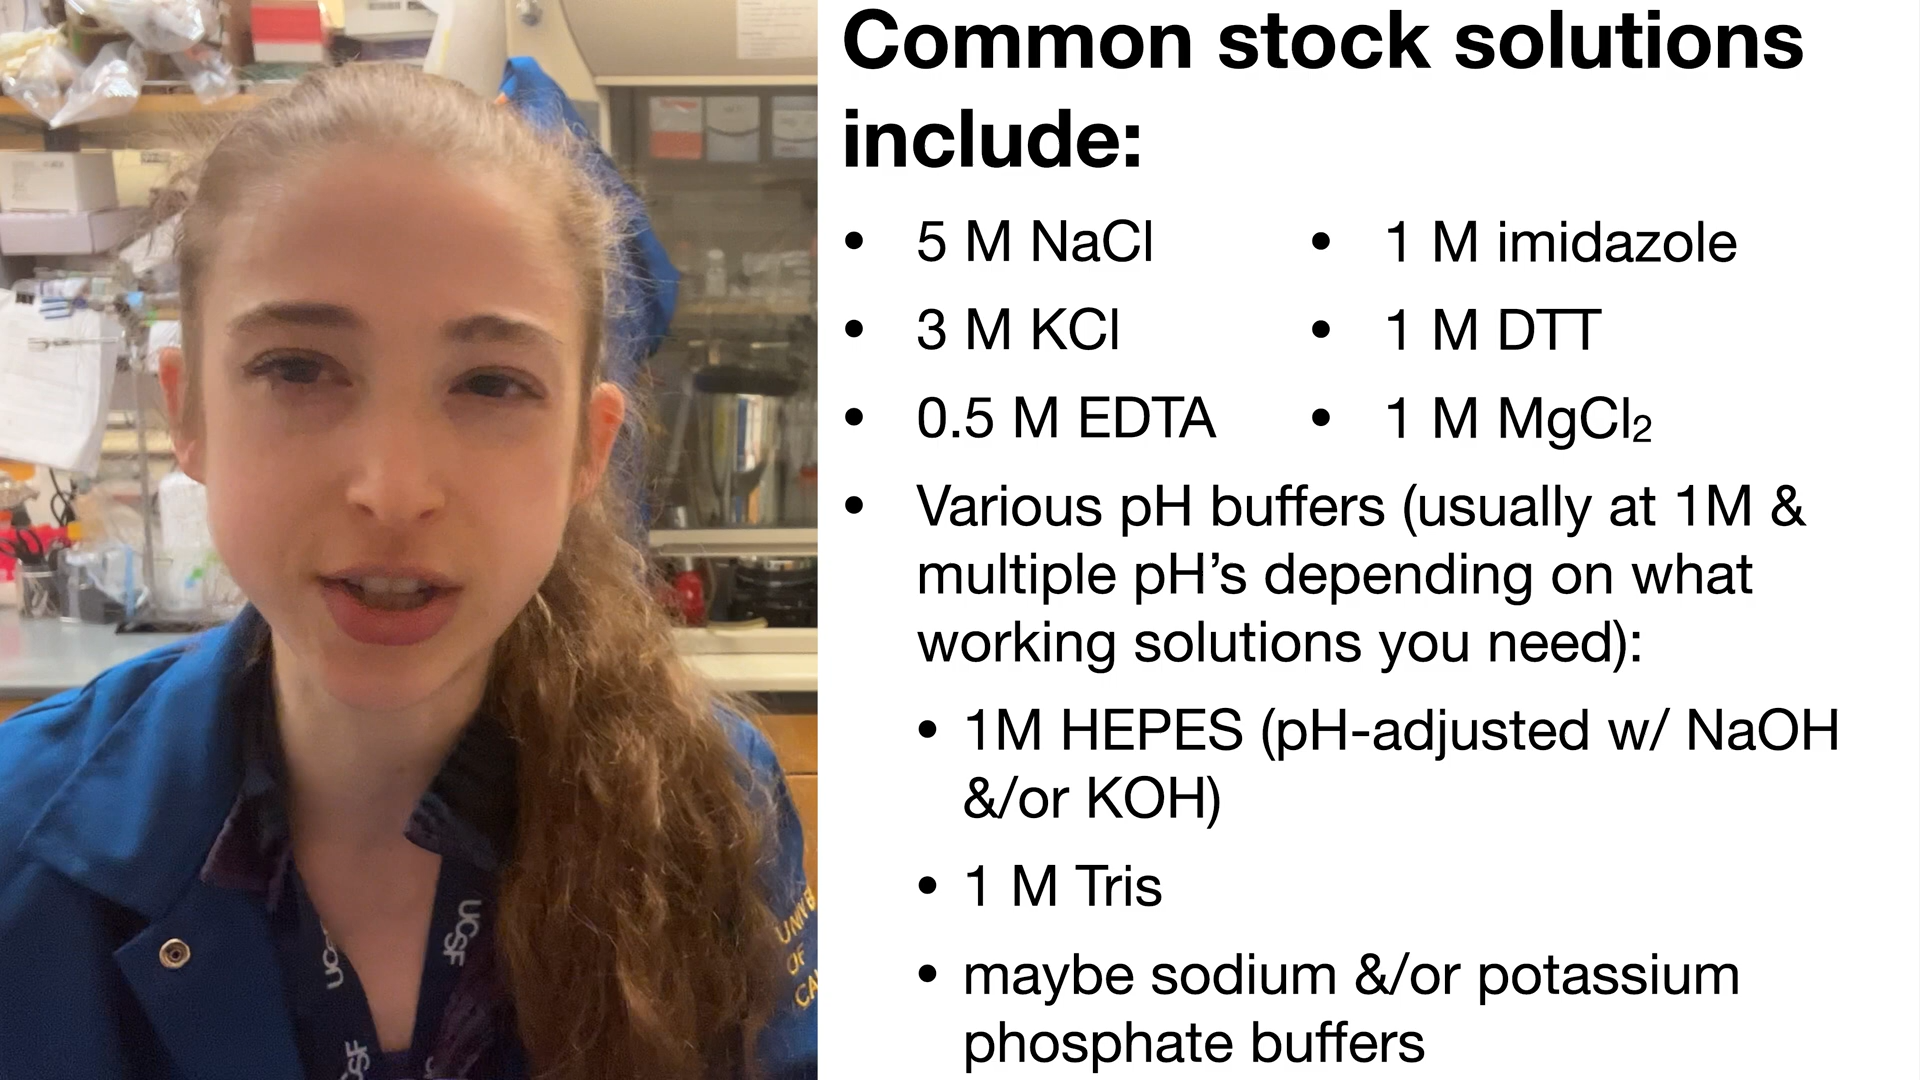 Common stock solutions
include:
• 5 M NaCl
• 3 M KCl
• 0.5 M EDTA
• 1 M imidazole
• 1 M DTT
• 1 M MgCl₂
• Various pH buffers (usually at 1M &
multiple pH’s depending on what
working solutions you need):
• 1M HEPES (pH-adjusted w/ NaOH
&/or KOH)
• 1 M Tris
• maybe sodium &/or potassium
phosphate buffers
UCSF
OF